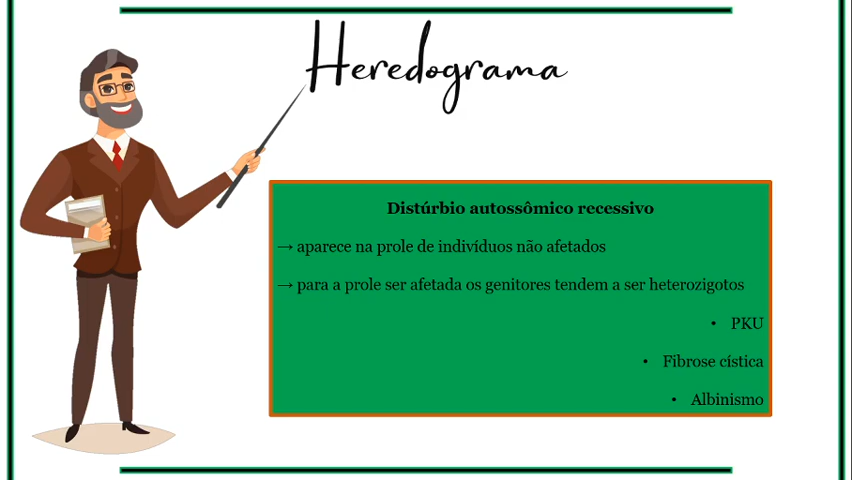 Heredograma
Distúrbio autossômico recessivo
→ aparece na prole de indivíduos não afetados
→ para a prole ser afetada os genitores tendem a ser heterozigotos
• PKU
• Fibrose cística
• Albinismo